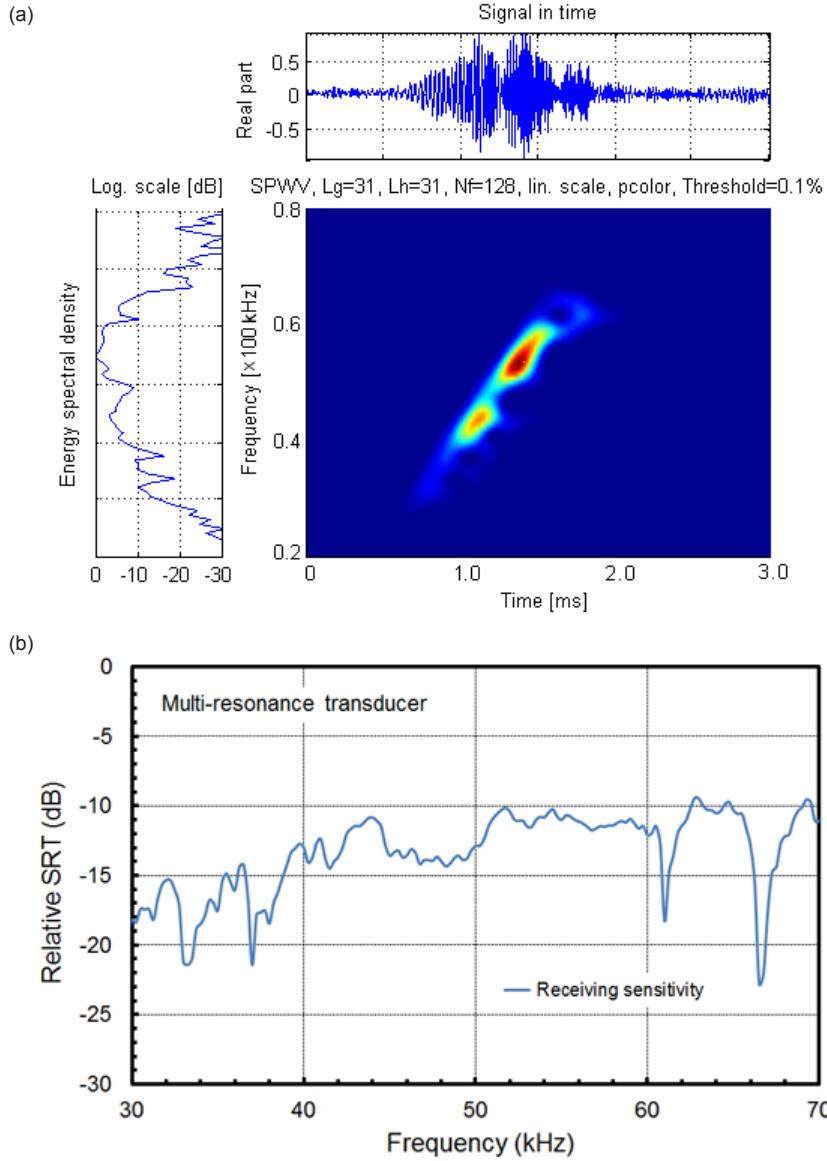 (a)
Signal in time
Real part
0.5
0
-0.5
Log. scale [dB]
SPWV, Lg=31, Lh=31, Nf=128, lin. scale, pcolor, Threshold=0.1%
Energy spectral density
0 -10 -20 -30
Frequency [×100 kHz]
0.8
0.6
0.4
0.2
0 1.0 2.0 3.0
Time [ms]
(b)
Relative SRT (dB)
0
-5
-10
-15
-20
-25
-30
Multi-resonance transducer
Receiving sensitivity
30 40 50 60 70
Frequency (kHz)